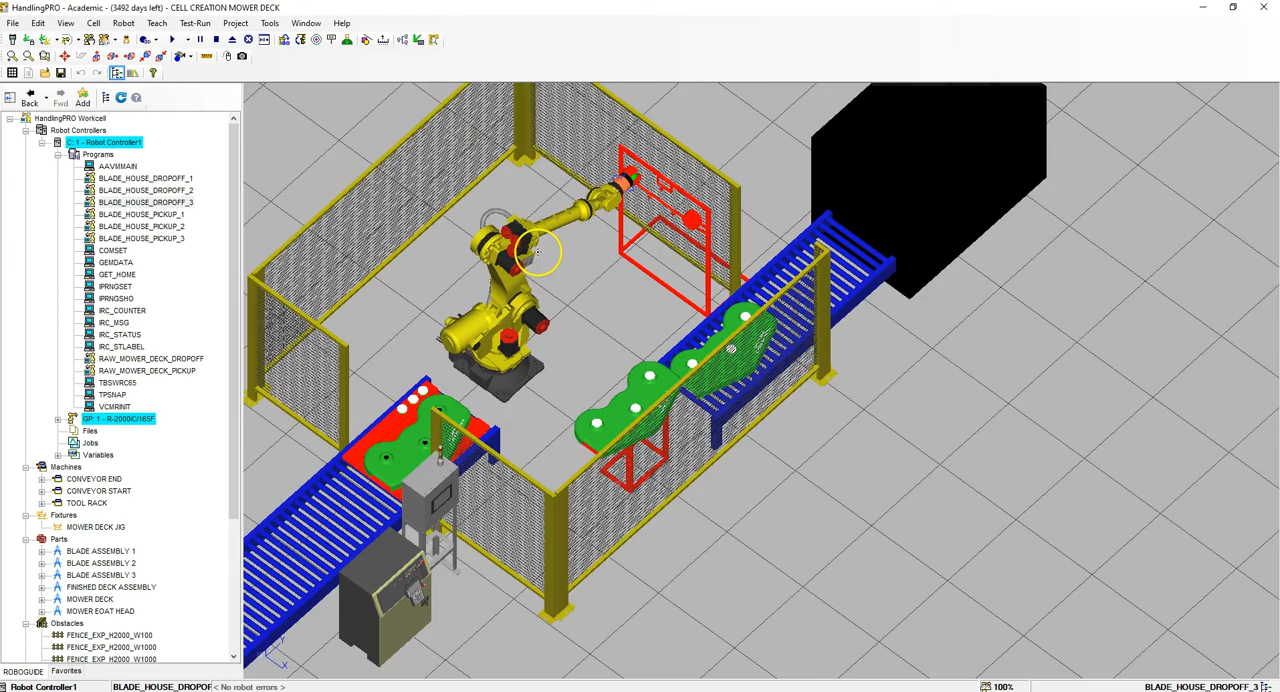 HandlingPRO - Academic - (3492 days left) - CELL CREATION MOWER DECK
File Edit View Cell Robot Teach Test-Run Project Tools Window Help
Back Fwd Add
HandlingPRO Workcell
Robot Controllers
C: 1 - Robot Controller1
Programs
AAVMMAIN
BLADE_HOUSE_DROPOFF_1
BLADE_HOUSE_DROPOFF_2
BLADE_HOUSE_DROPOFF_3
BLADE_HOUSE_PICKUP_1
BLADE_HOUSE_PICKUP_2
BLADE_HOUSE_PICKUP_3
COMSET
GEMDATA
GET_HOME
IPRNGSET
IPRNGSHO
IRC_COUNTER
IRC_MSG
IRC_STATUS
IRC_STLABEL
RAW_MOWER_DECK_DROPOFF
RAW_MOWER_DECK_PICKUP
TBSWRC65
TPSNAP
VCMRINIT
GP: 1 - R-2000iC/165F
Files
Jobs
Variables
Machines
CONVEYOR END
CONVEYOR START
TOOL RACK
Fixtures
MOWER DECK JIG
Parts
BLADE ASSEMBLY 1
BLADE ASSEMBLY 2
BLADE ASSEMBLY 3
FINISHED DECK ASSEMBLY
MOWER DECK
MOWER EOAT HEAD
Obstacles
FENCE_EXP_H2000_W100
FENCE_EXP_H2000_W1000
FENCE_EXP_H2000_W1000
ROBOGUIDE Favorites
Robot Controller1 BLADE_HOUSE_DROPOF < No robot errors > 100% BLADE_HOUSE_DROPOFF_3
Y
X